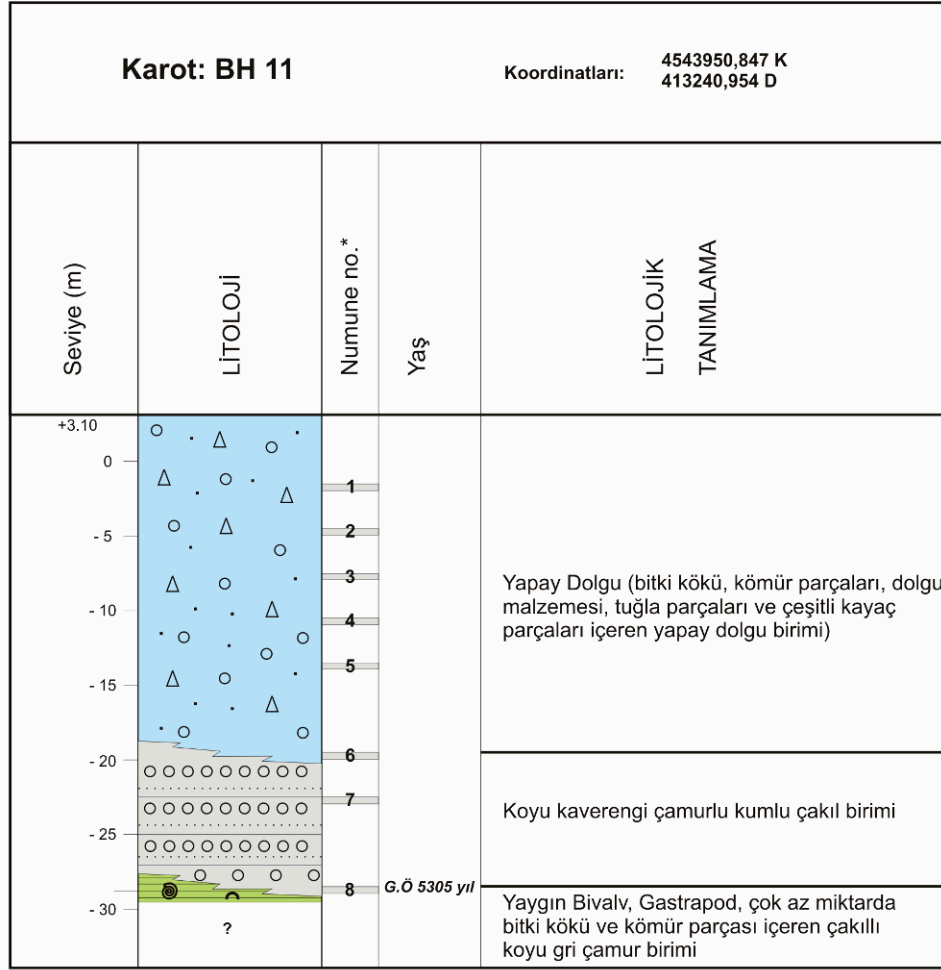 Karot: BH 11
Koordinatları:
4543950,847 K
413240,954 D
Seviye (m)
LİTOLOJİ
Numune no.*
Yaş
LİTOLOJİK
TANIMLAMA
+3.10
0
- 5
- 10
- 15
- 20
- 25
- 30
1
2
3
4
5
6
7
8
G.Ö 5305 yıl
?
Yapay Dolgu (bitki kökü, kömür parçaları, dolgu
malzemesi, tuğla parçaları ve çeşitli kayaç
parçaları içeren yapay dolgu birimi)
Koyu kaverengi çamurlu kumlu çakıl birimi
Yaygın Bivalv, Gastrapod, çok az miktarda
bitki kökü ve kömür parçası içeren çakıllı
koyu gri çamur birimi